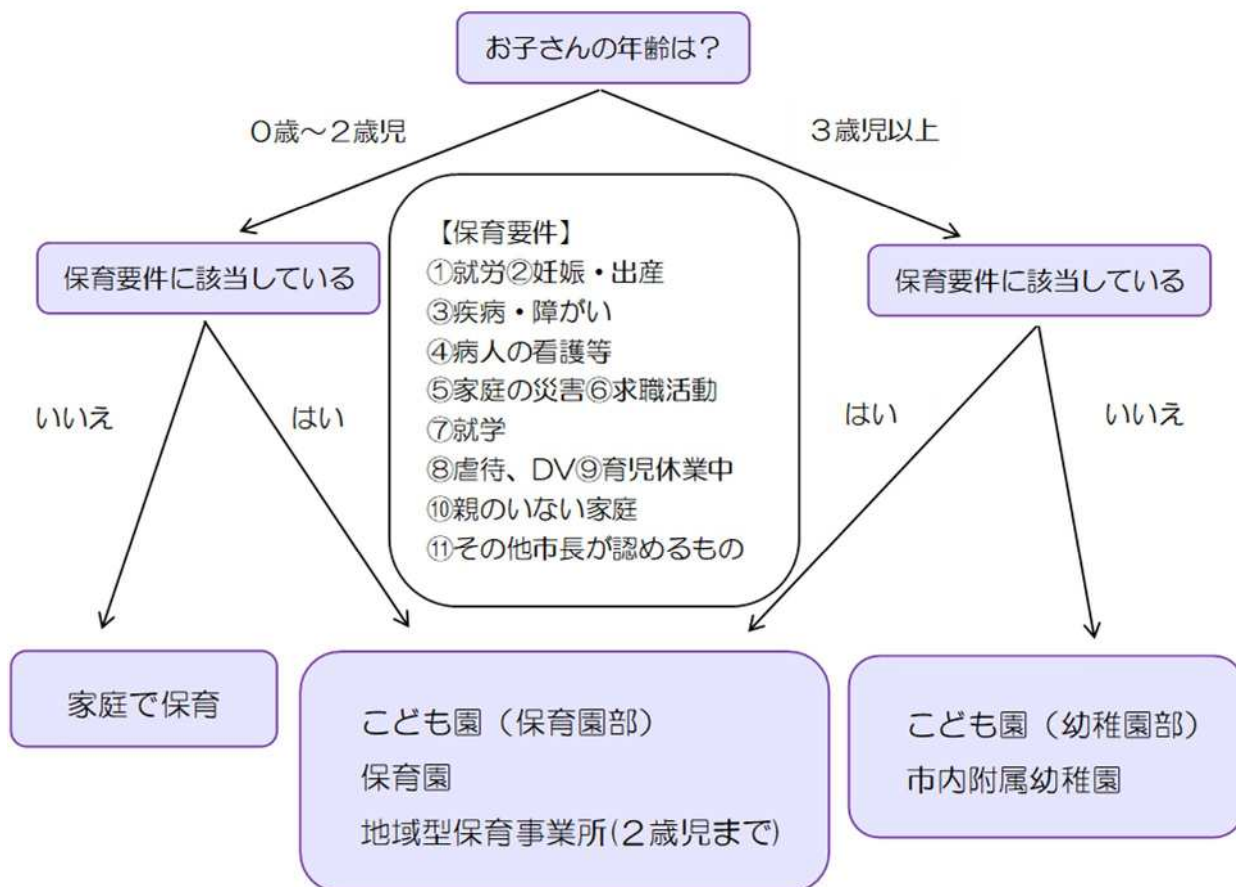 お子さんの年齢は？
０歳～２歳児
３歳児以上
保育要件に該当している
【保育要件】
①就労②妊娠・出産
③疾病・障がい
④病人の看護等
⑤家庭の災害⑥求職活動
⑦就学
⑧虐待、DV⑨育児休業中
⑩親のいない家庭
⑪その他市長が認めるもの
保育要件に該当している
いいえ
はい
はい
いいえ
家庭で保育
こども園（保育園部）
保育園
地域型保育事業所(２歳児まで)
こども園（幼稚園部）
市内附属幼稚園